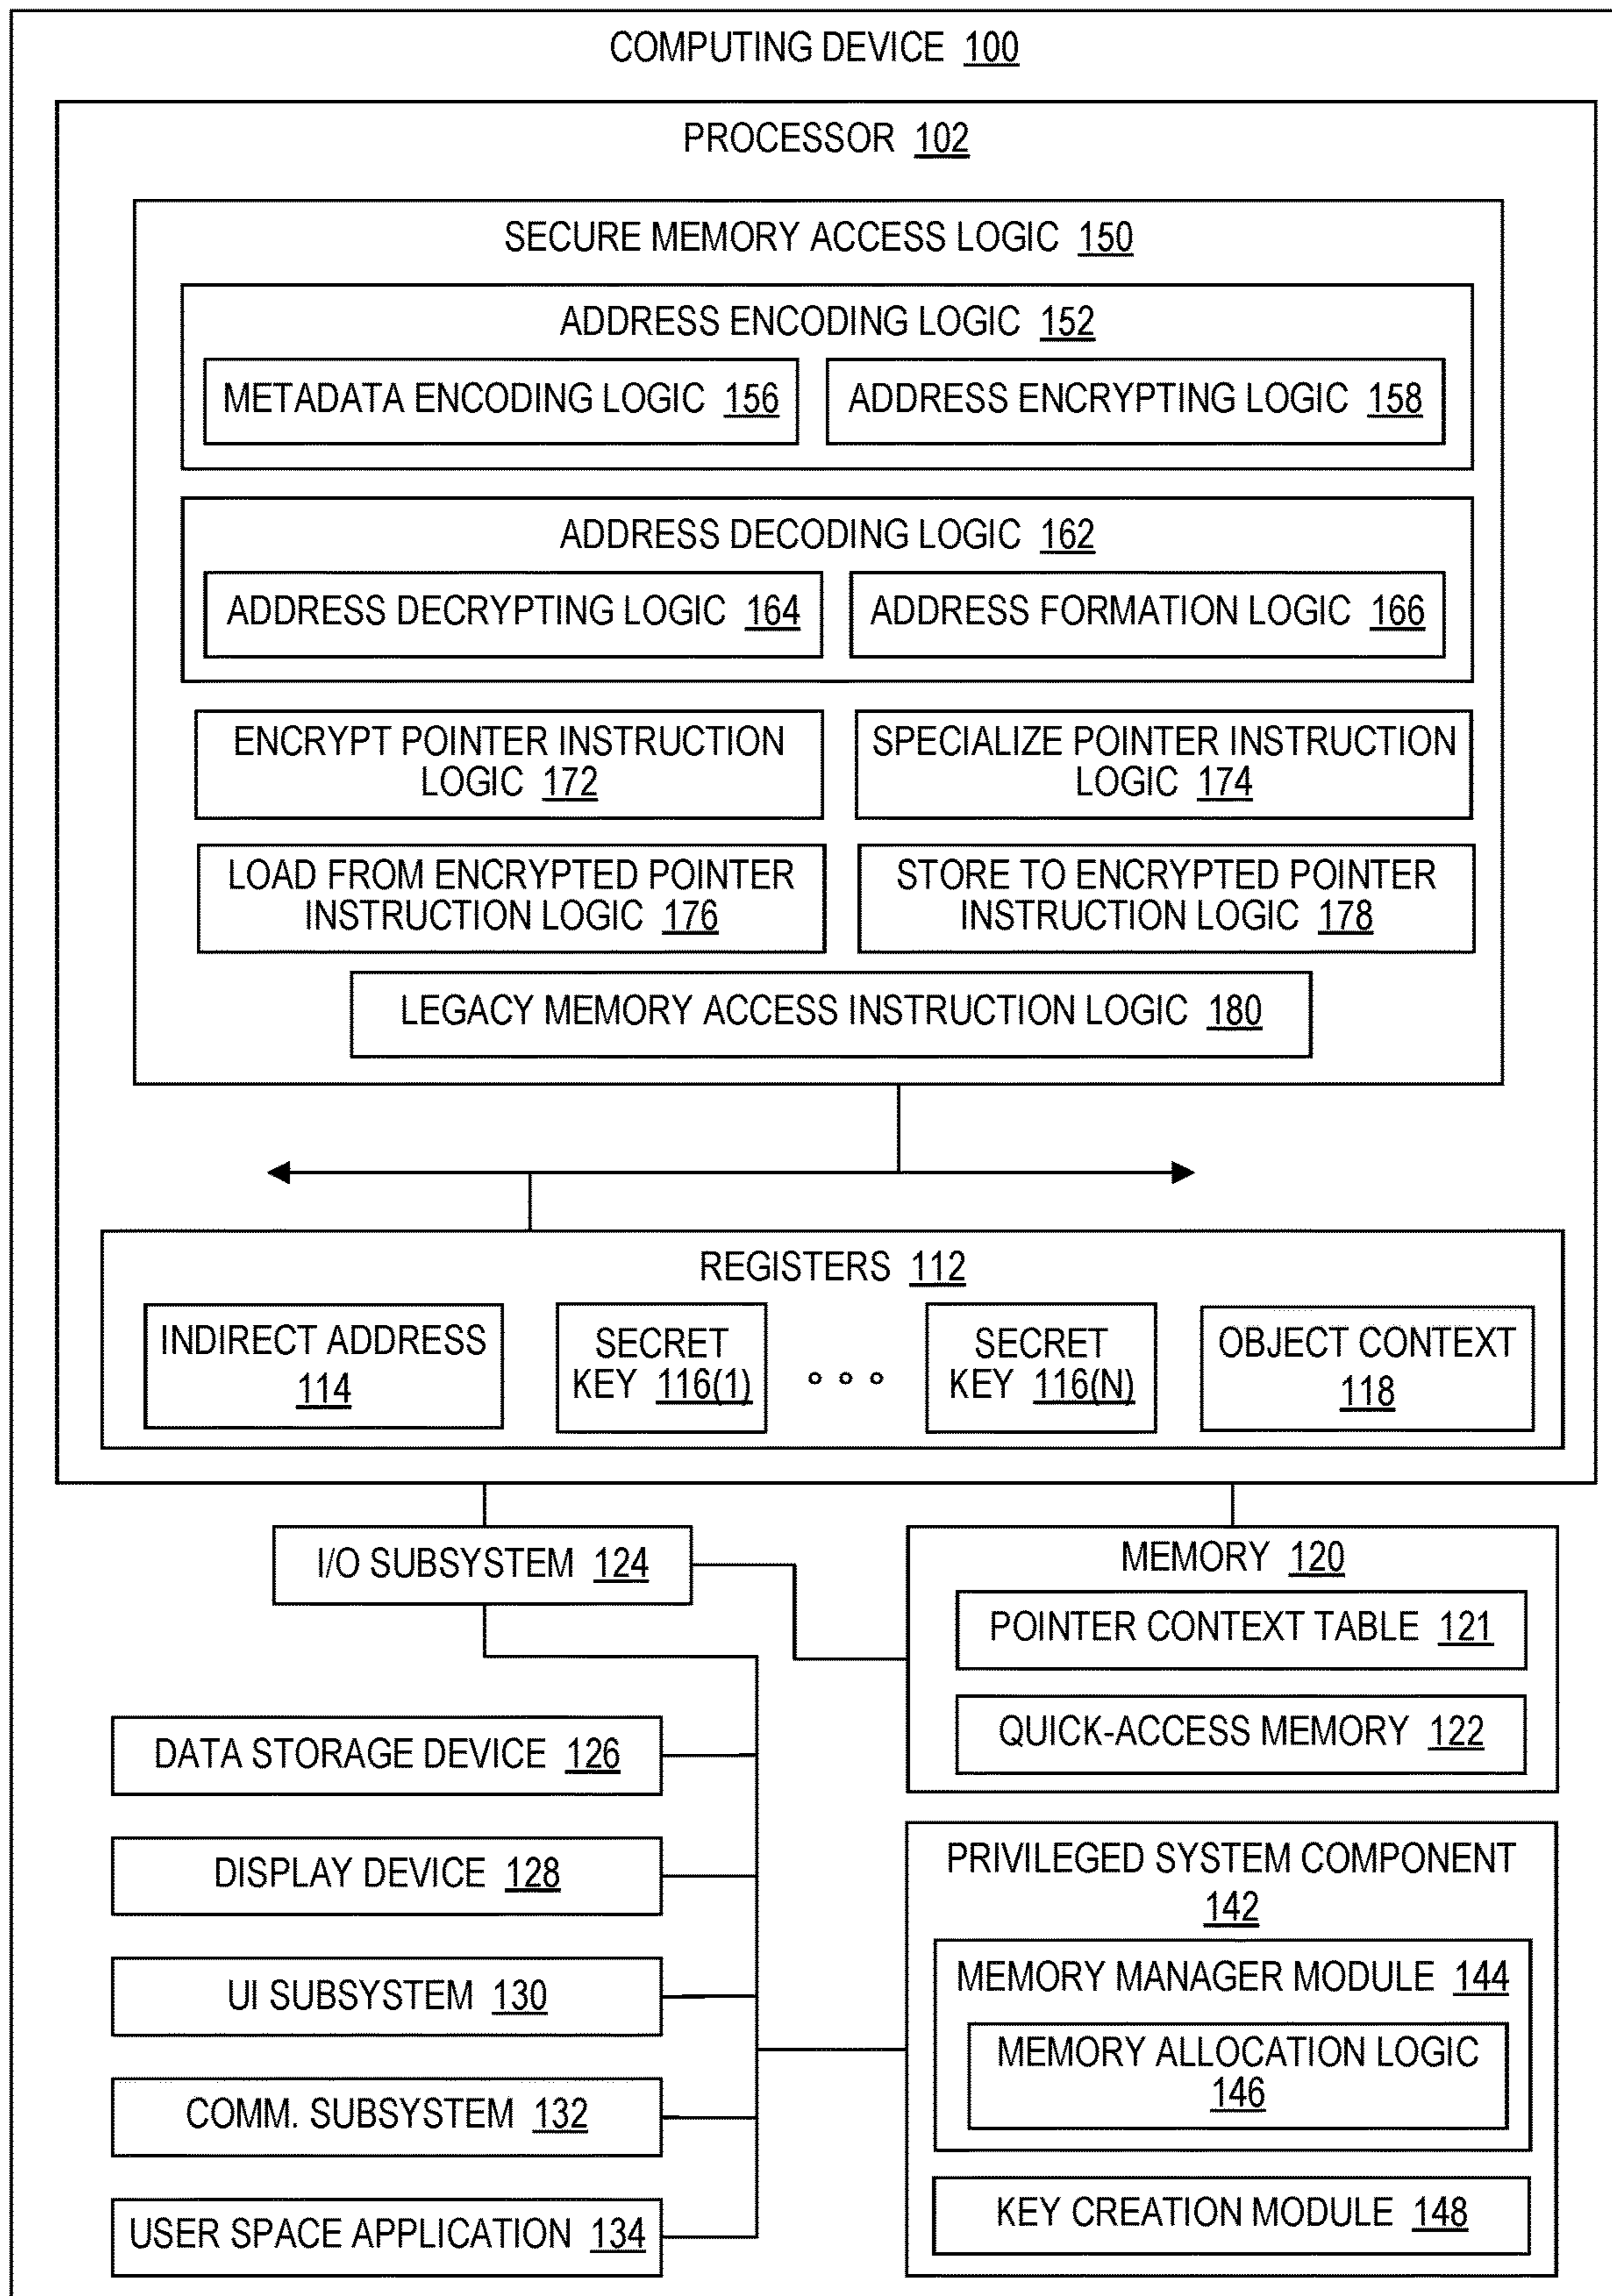 COMPUTING DEVICE 100
PROCESSOR 102
SECURE MEMORY ACCESS LOGIC 150
ADDRESS ENCODING LOGIC 152
METADATA ENCODING LOGIC 156
ADDRESS ENCRYPTING LOGIC 158
ADDRESS DECODING LOGIC 162
ADDRESS DECRYPTING LOGIC 164
ADDRESS FORMATION LOGIC 166
ENCRYPT POINTER INSTRUCTION
LOGIC 172
SPECIALIZE POINTER INSTRUCTION
LOGIC 174
LOAD FROM ENCRYPTED POINTER
INSTRUCTION LOGIC 176
STORE TO ENCRYPTED POINTER
INSTRUCTION LOGIC 178
LEGACY MEMORY ACCESS INSTRUCTION LOGIC 180
REGISTERS 112
INDIRECT ADDRESS
114
SECRET
KEY 116(1)
SECRET
KEY 116(N)
OBJECT CONTEXT
118
I/O SUBSYSTEM 124
MEMORY 120
POINTER CONTEXT TABLE 121
QUICK-ACCESS MEMORY 122
DATA STORAGE DEVICE 126
DISPLAY DEVICE 128
UI SUBSYSTEM 130
COMM. SUBSYSTEM 132
USER SPACE APPLICATION 134
PRIVILEGED SYSTEM COMPONENT
142
MEMORY MANAGER MODULE 144
MEMORY ALLOCATION LOGIC
146
KEY CREATION MODULE 148